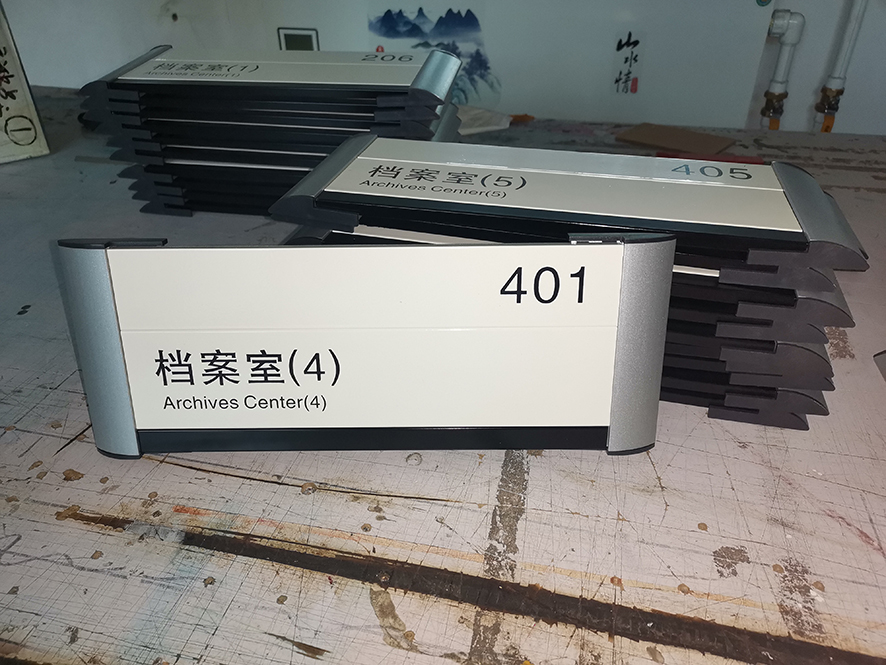 206
档案室(1)
Archives Center(1)
山水情
405
档案室(5)
Archives Center(5)
401
档案室(4)
Archives Center(4)
①